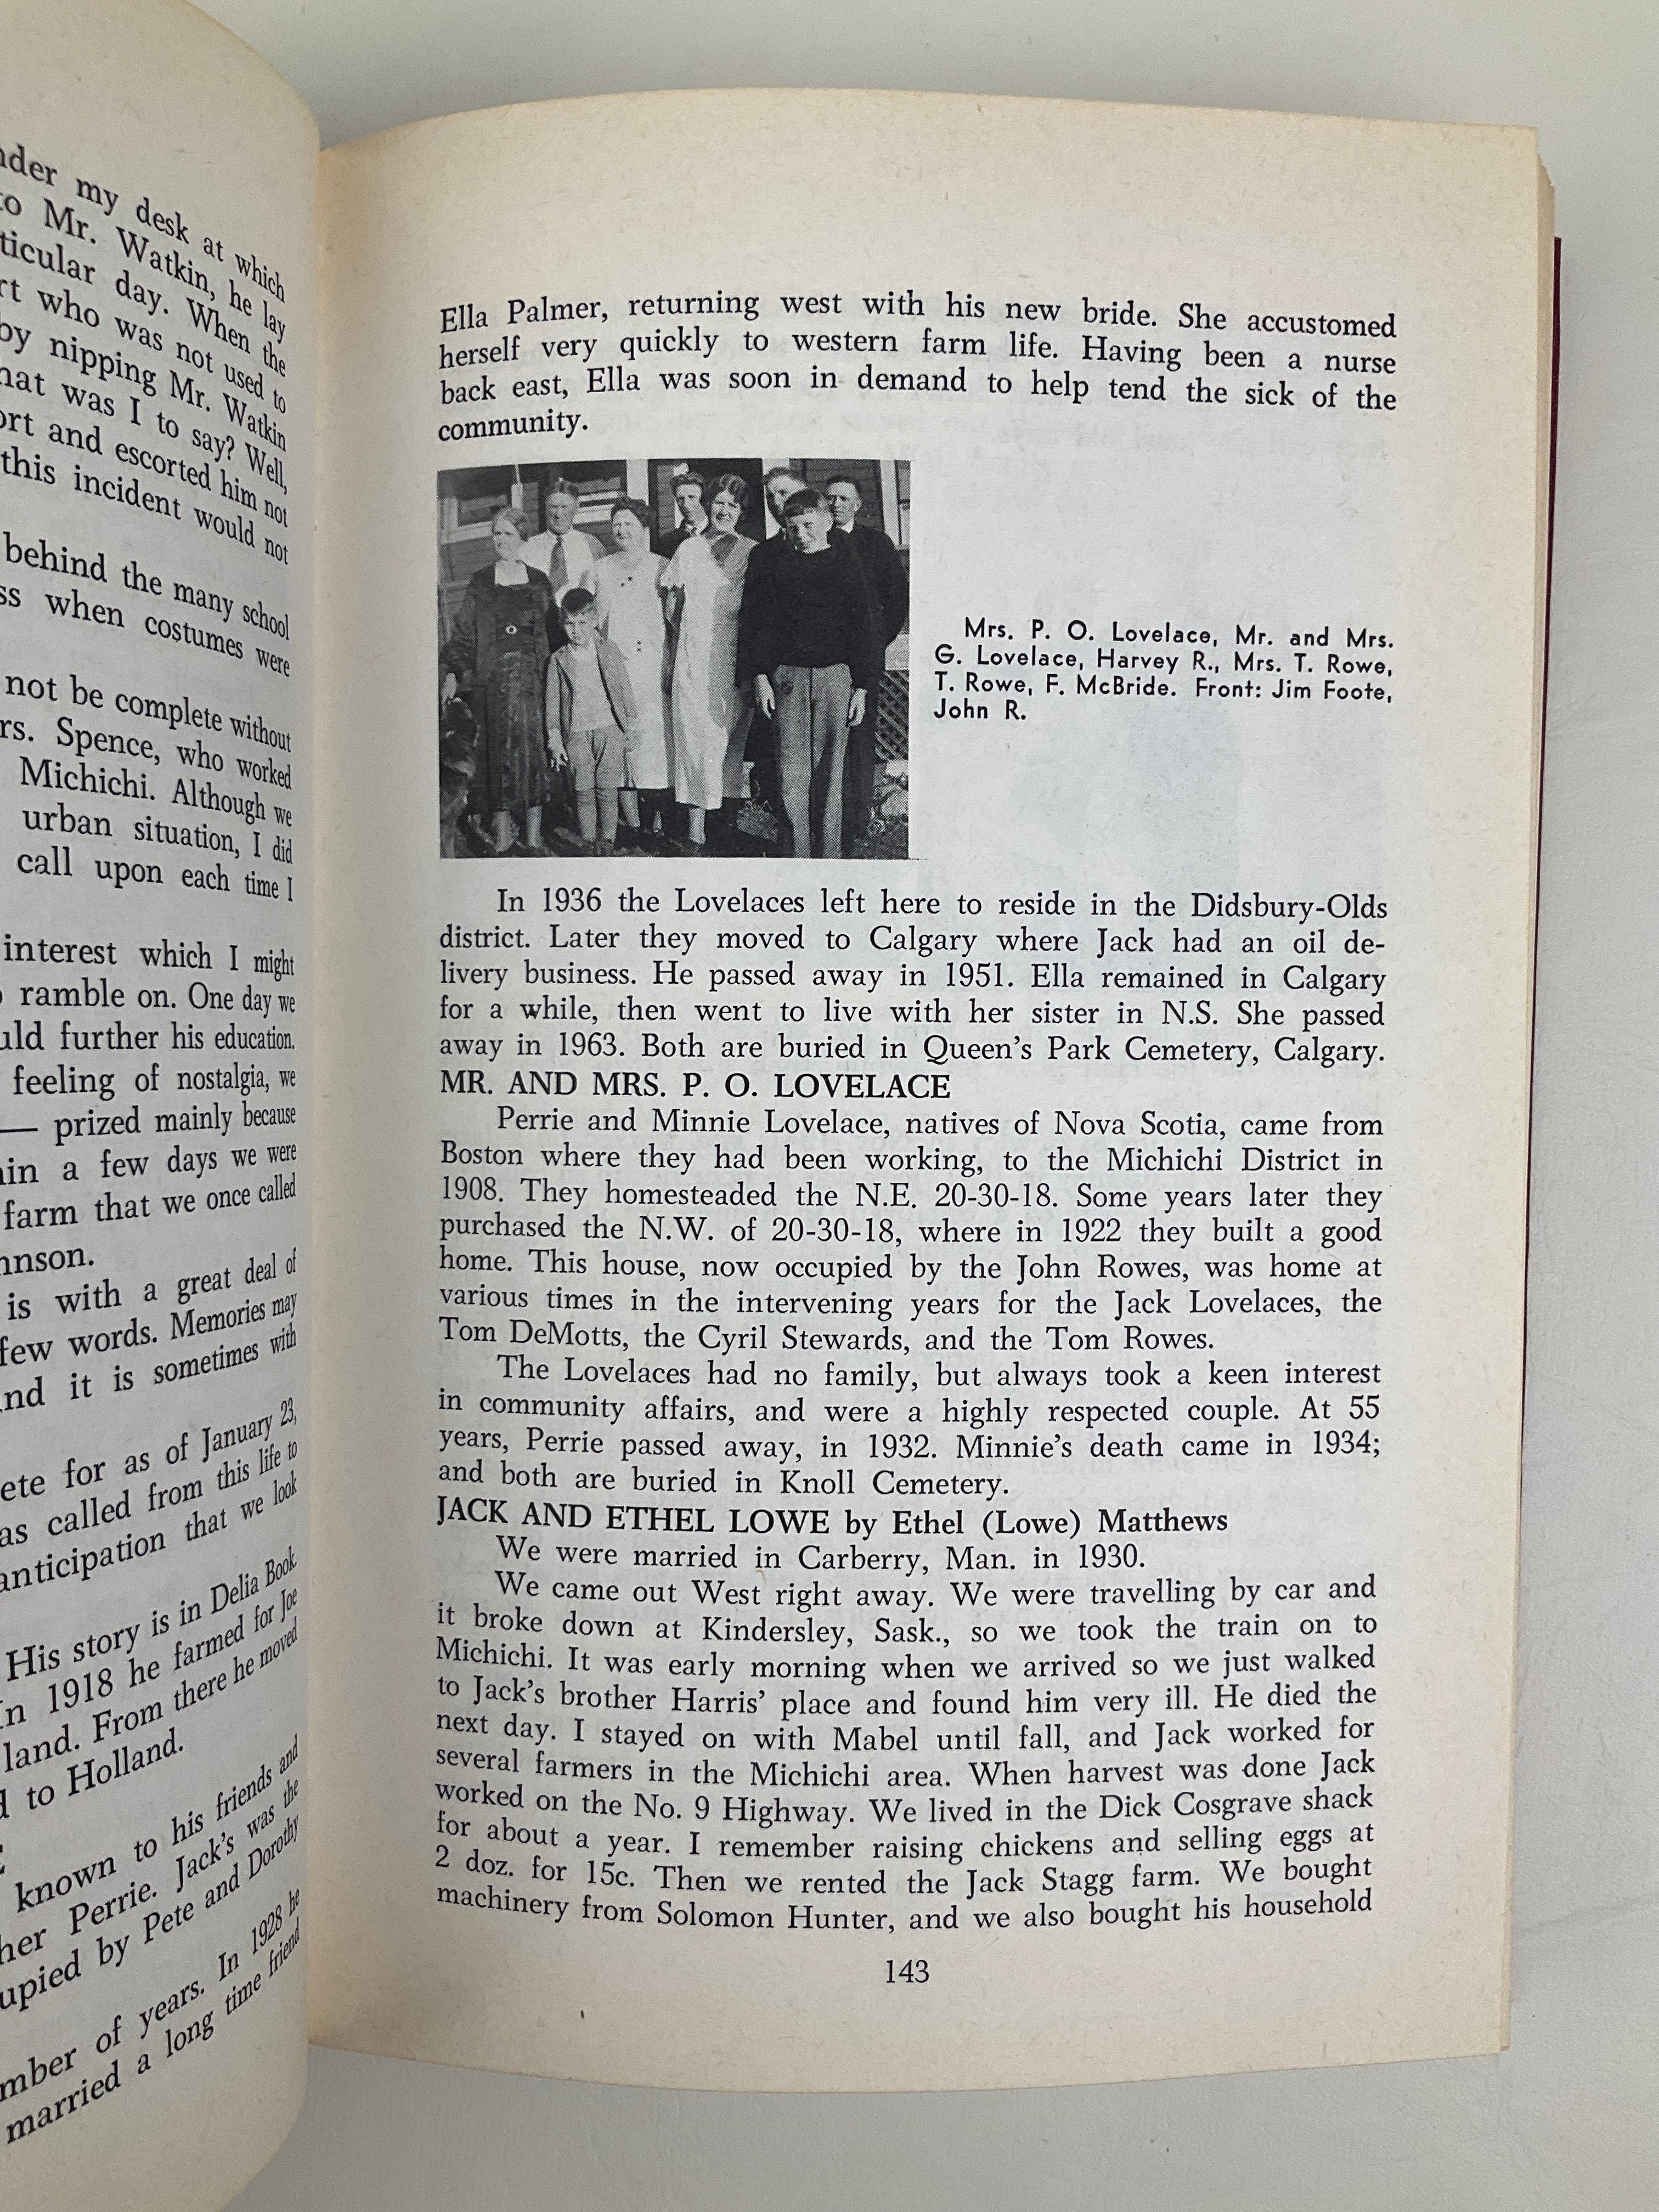 nder my desk at which
to Mr. Watkin, he lay
ticular day. When the
rt who was not used to
by nipping Mr. Watkin
hat was I to say? Well,
ort and escorted him not
this incident would not
behind the many school
ss when costumes were
not be complete without
rs. Spence, who worked
Michichi. Although we
urban situation, I did
call upon each time I
interest which I might
o ramble on. One day we
uld further his education.
feeling of nostalgia, we
— prized mainly because
in a few days we were
farm that we once called
hnson.
is with a great deal of
few words. Memories may
nd it is sometimes with
ete for as of January 23,
as called from this life to
anticipation that we look
His story is in Delia Book.
In 1918 he farmed for Joe
land. From there he moved
d to Holland.
known to his friends and
her Perrie. Jack's was the
upied by Pete and Dorothy
mber of years. In 1928 he
married a long time friend
Ella Palmer, returning west with his new bride. She accustomed
herself very quickly to western farm life. Having been a nurse
back east, Ella was soon in demand to help tend the sick of the
community.
Mrs. P. O. Lovelace, Mr. and Mrs.
G. Lovelace, Harvey R., Mrs. T. Rowe,
T. Rowe, F. McBride. Front: Jim Foote,
John R.
In 1936 the Lovelaces left here to reside in the Didsbury-Olds
district. Later they moved to Calgary where Jack had an oil de-
livery business. He passed away in 1951. Ella remained in Calgary
for a while, then went to live with her sister in N.S. She passed
away in 1963. Both are buried in Queen's Park Cemetery, Calgary.
MR. AND MRS. P. O. LOVELACE
Perrie and Minnie Lovelace, natives of Nova Scotia, came from
Boston where they had been working, to the Michichi District in
1908. They homesteaded the N.E. 20-30-18. Some years later they
purchased the N.W. of 20-30-18, where in 1922 they built a good
home. This house, now occupied by the John Rowes, was home at
various times in the intervening years for the Jack Lovelaces, the
Tom DeMotts, the Cyril Stewards, and the Tom Rowes.
The Lovelaces had no family, but always took a keen interest
in community affairs, and were a highly respected couple. At 55
years, Perrie passed away, in 1932. Minnie's death came in 1934;
and both are buried in Knoll Cemetery.
JACK AND ETHEL LOWE by Ethel (Lowe) Matthews
We were married in Carberry, Man. in 1930.
We came out West right away. We were travelling by car and
it broke down at Kindersley, Sask., so we took the train on to
Michichi. It was early morning when we arrived so we just walked
to Jack's brother Harris' place and found him very ill. He died the
next day. I stayed on with Mabel until fall, and Jack worked for
several farmers in the Michichi area. When harvest was done Jack
worked on the No. 9 Highway. We lived in the Dick Cosgrave shack
for about a year. I remember raising chickens and selling eggs at
2 doz. for 15c. Then we rented the Jack Stagg farm. We bought
machinery from Solomon Hunter, and we also bought his household
143